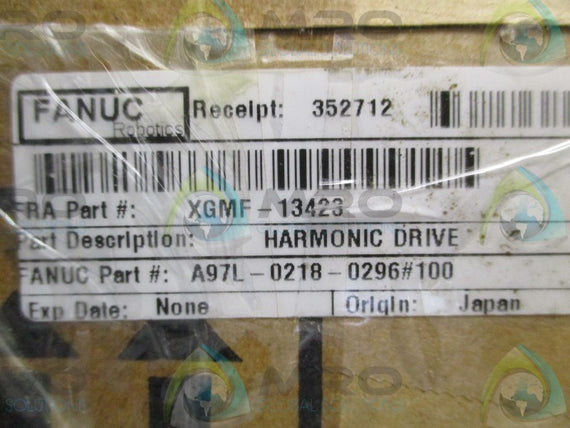 FANUC
Robotics
Receipt: 352712
FRA Part #: XGMF-13423
Part Description: HARMONIC DRIVE
FANUC Part #: A97L-0218-0296#100
Exp Date: None
Origin: Japan
MRO